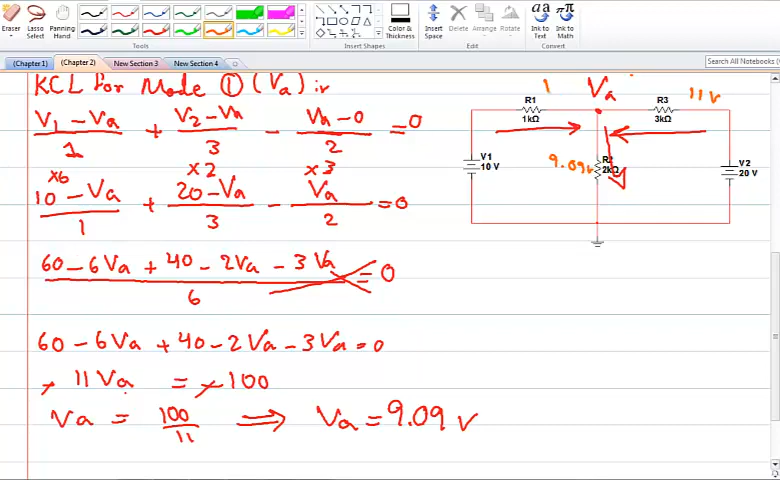 Eraser
Lasso Select
Panning Hand
Color & Thickness
Insert Space
Delete
Arrange
Rotate
Ink to Text
Ink to Math
Tools
Insert Shapes
Edit
Convert
(Chapter 1)
(Chapter 2)
New Section 3
New Section 4
Search All Notebooks (
KCL For Mode ① (Va) is
V1 - Va / 1 + V2 - Va / 3 - Va - 0 / 2 = 0
x6 x2 x3
10 - Va / 1 + 20 - Va / 3 - Va / 2 = 0
60 - 6Va + 40 - 2Va - 3Va / 6 = 0
60 - 6Va + 40 - 2Va - 3Va = 0
- 11Va = - 100
Va = 100 / 11 ⟹ Va = 9.09 v
1
Va
11v
R1
1kΩ
R3
3kΩ
V1
10 V
9.09v
R2
2kΩ
V2
20 V